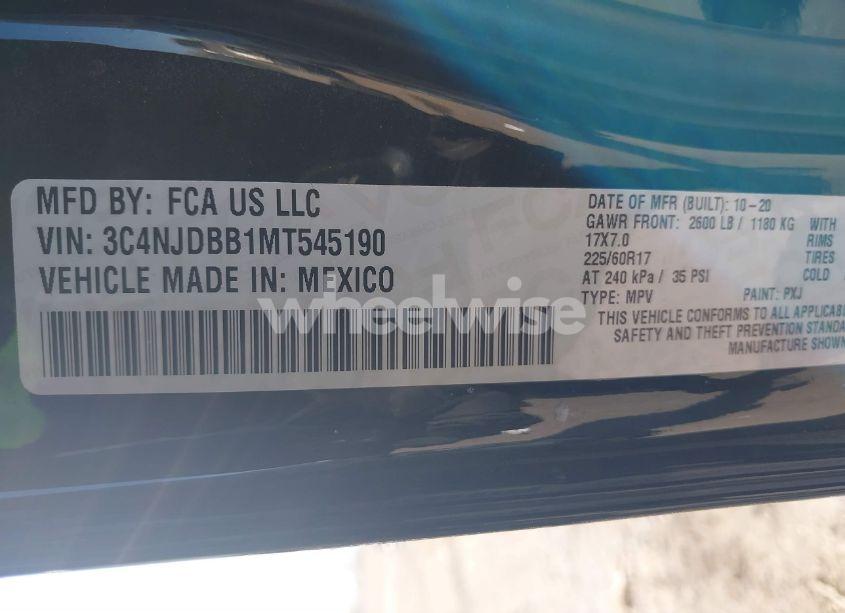 MFD BY: FCA US LLC
VIN: 3C4NJDBB1MT545190
VEHICLE MADE IN: MEXICO
DATE OF MFR (BUILT): 10-20
GAWR FRONT: 2600 LB / 1180 KG WITH
17X7.0 RIMS
225/60R17 TIRES
AT 240 kPa / 35 PSI COLD
TYPE: MPV PAINT: PXJ
THIS VEHICLE CONFORMS TO ALL APPLICABL
SAFETY AND THEFT PREVENTION STANDA
MANUFACTURE SHOWN
wheelwise